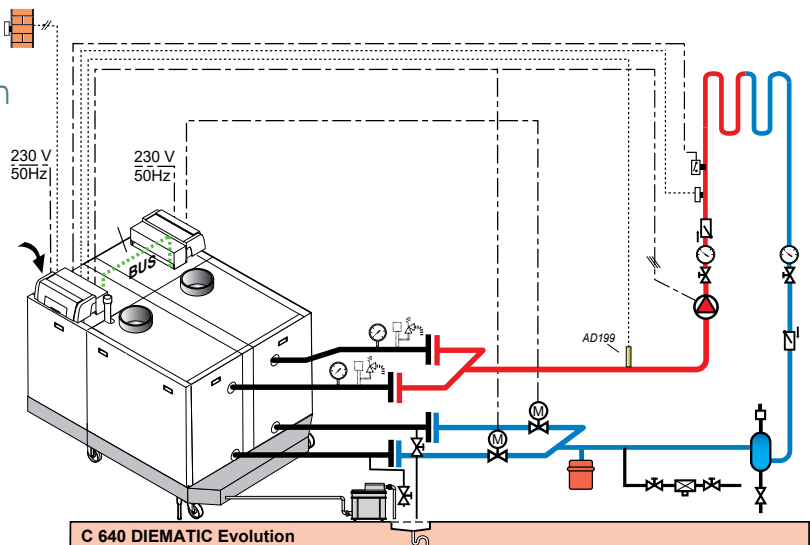 n
230 V
50Hz
230 V
50Hz
BUS
AD199
M
M
C 640 DIEMATIC Evolution